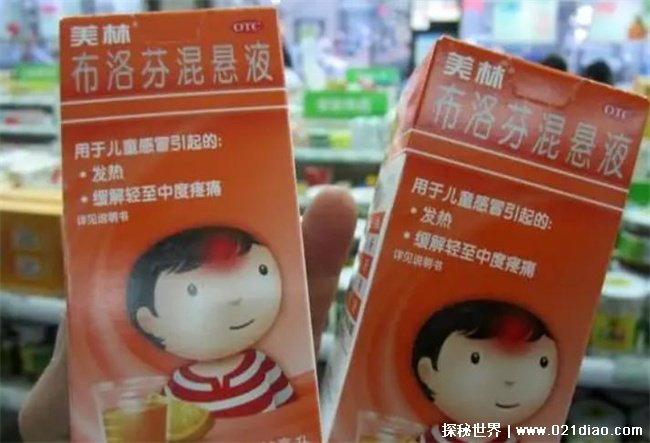 美林
OTC
布洛芬混悬液
用于儿童感冒引起的:
• 发热
• 缓解轻至中度疼痛
详见说明书
美林
OTC
布洛芬混悬液
用于儿童感冒引起的:
• 发热
• 缓解轻至中度疼痛
详见说明书
探秘世界｜www.021diao.com